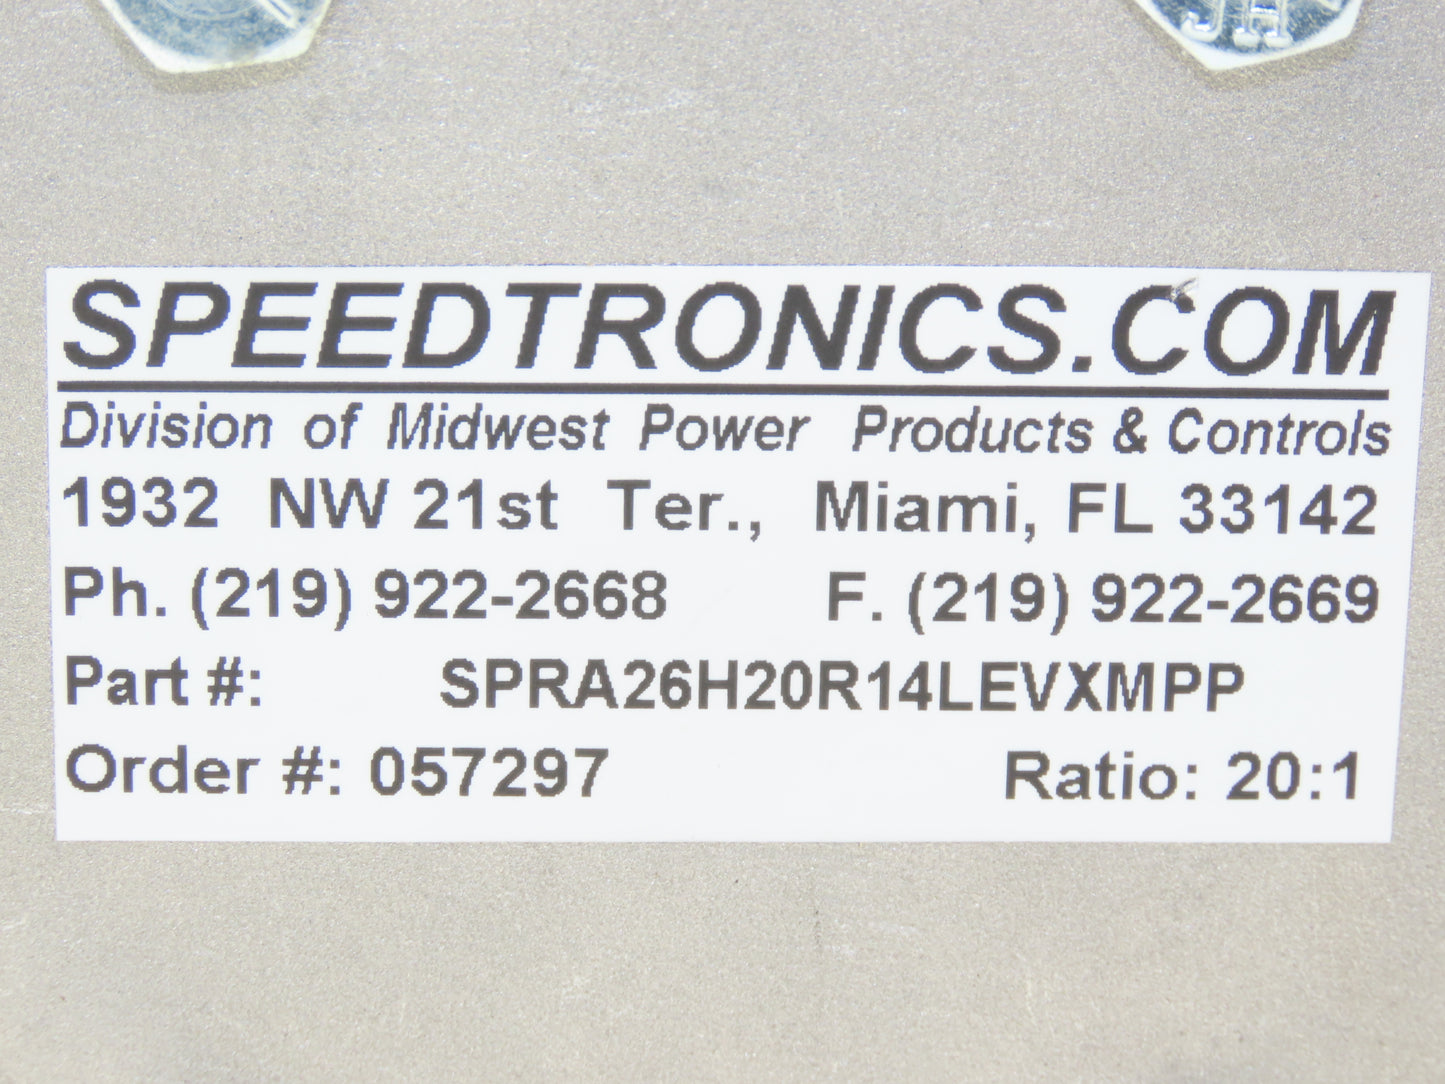 JH
SPEEDTRONICS.COM
Division of Midwest Power Products & Controls
1932 NW 21st Ter., Miami, FL 33142
Ph. (219) 922-2668 F. (219) 922-2669
Part #: SPRA26H20R14LEVXMPP
Order #: 057297 Ratio: 20:1